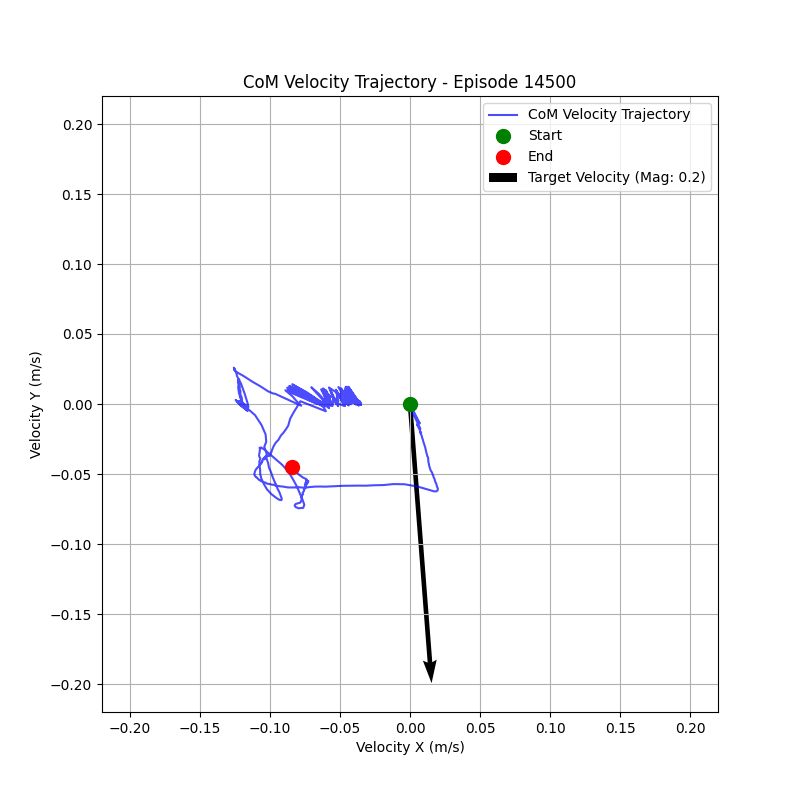 CoM Velocity Trajectory - Episode 14500
CoM Velocity Trajectory
Start
End
Target Velocity (Mag: 0.2)
0.20
0.15
0.10
0.05
0.00
−0.05
−0.10
−0.15
−0.20
Velocity Y (m/s)
−0.20 −0.15 −0.10 −0.05 0.00 0.05 0.10 0.15 0.20
Velocity X (m/s)